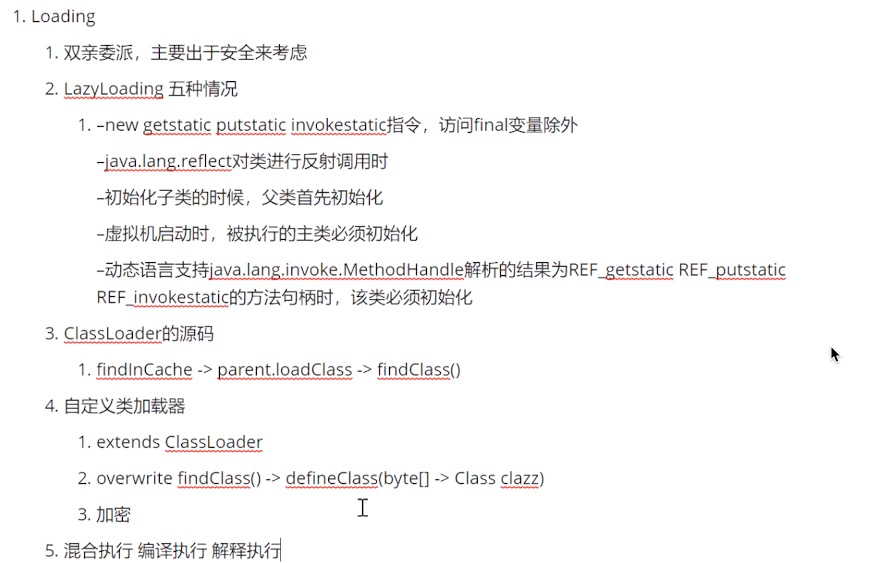 1. Loading
1. 双亲委派，主要出于安全来考虑
2. LazyLoading 五种情况
1. –new getstatic putstatic invokestatic指令，访问final变量除外
–java.lang.reflect对类进行反射调用时
–初始化子类的时候，父类首先初始化
–虚拟机启动时，被执行的主类必须初始化
–动态语言支持java.lang.invoke.MethodHandle解析的结果为REF_getstatic REF_putstatic
REF_invokestatic的方法句柄时，该类必须初始化
3. ClassLoader的源码
1. findInCache -> parent.loadClass -> findClass()
4. 自定义类加载器
1. extends ClassLoader
2. overwrite findClass() -> defineClass(byte[] -> Class clazz)
3. 加密
5. 混合执行 编译执行 解释执行